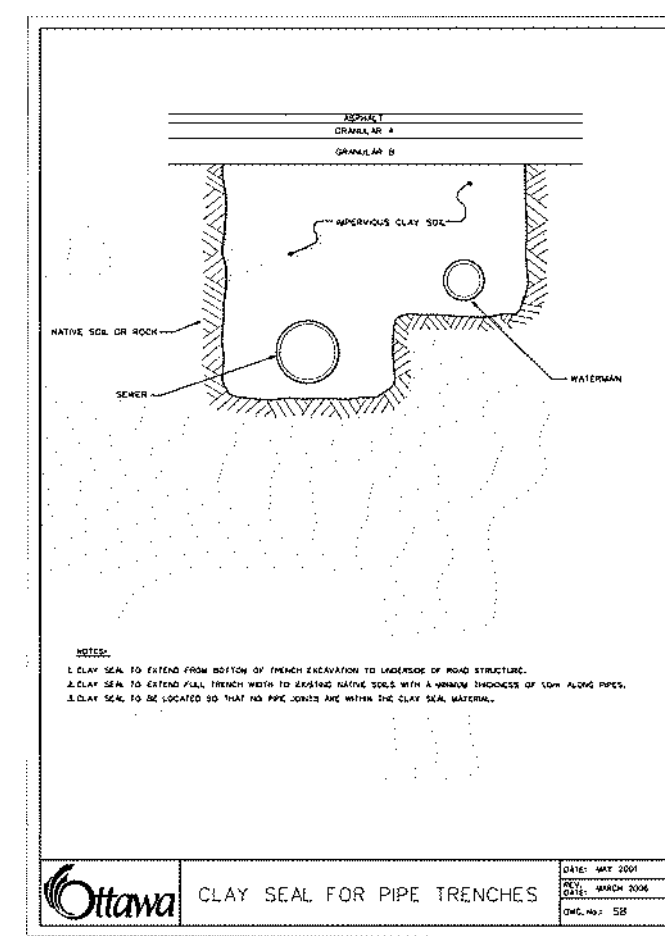 ASPHALT
GRANULAR A
GRANULAR B
IMPERVIOUS CLAY SOIL
NATIVE SOIL OR ROCK
WATERMAIN
SEWER
NOTES:
1. CLAY SEAL TO EXTEND FROM BOTTOM OF TRENCH EXCAVATION TO UNDERSIDE OF ROAD STRUCTURE.
2. CLAY SEAL TO EXTEND FULL TRENCH WIDTH TO EXISTING NATIVE SOILS WITH A MINIMUM THICKNESS OF 1.0m ALONG PIPES.
3. CLAY SEAL TO BE LOCATED SO THAT NO PIPE JOINTS ARE WITHIN THE CLAY SEAL MATERIAL.
Ottawa
CLAY SEAL FOR PIPE TRENCHES
DATE: MAY 2001
REV. DATE: MARCH 2006
DWG. No.: S8